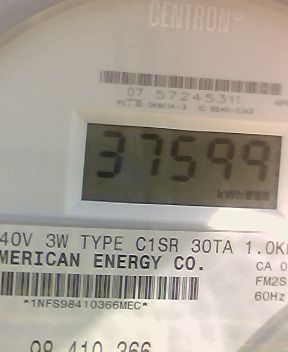 CENTRON®
07 57245311
37599
kWh
40V 3W TYPE C1SR 30TA 1.0K
MERICAN ENERGY CO.
CA 0
FM2S
*1NFS98410366MEC*
60Hz
98 410 366